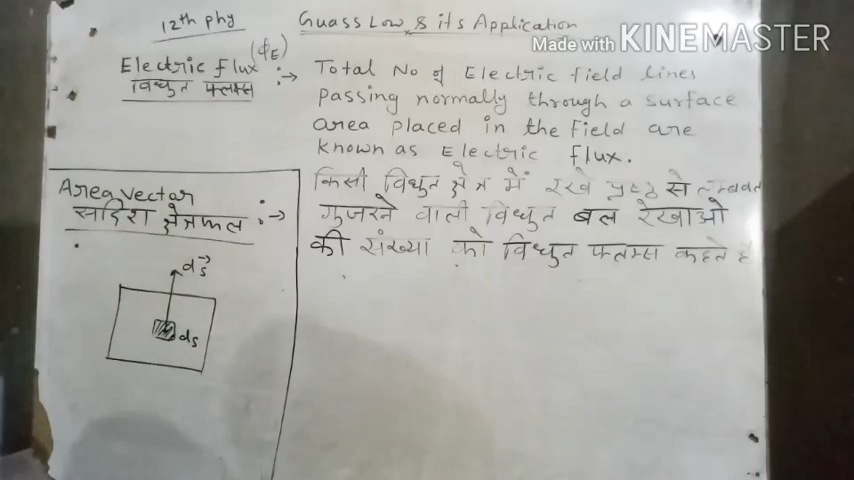 12th phy
Guass Low & its Application
Made with KINEMASTER
Electric flux (ΦE) :→
विधुत फ्लक्स
Total No of Electric field lines
passing normally through a surface
area placed in the field are
known as Electric flux.
किसी विधुत क्षेत्र में रखे पृष्ठ से लम्बवत
गुजरने वाली विधुत बल रेखाओ
की संख्या को विधुत फ्लक्स कहते है
Area vector
सदिश क्षेत्रफल :→
ds⃗
ds